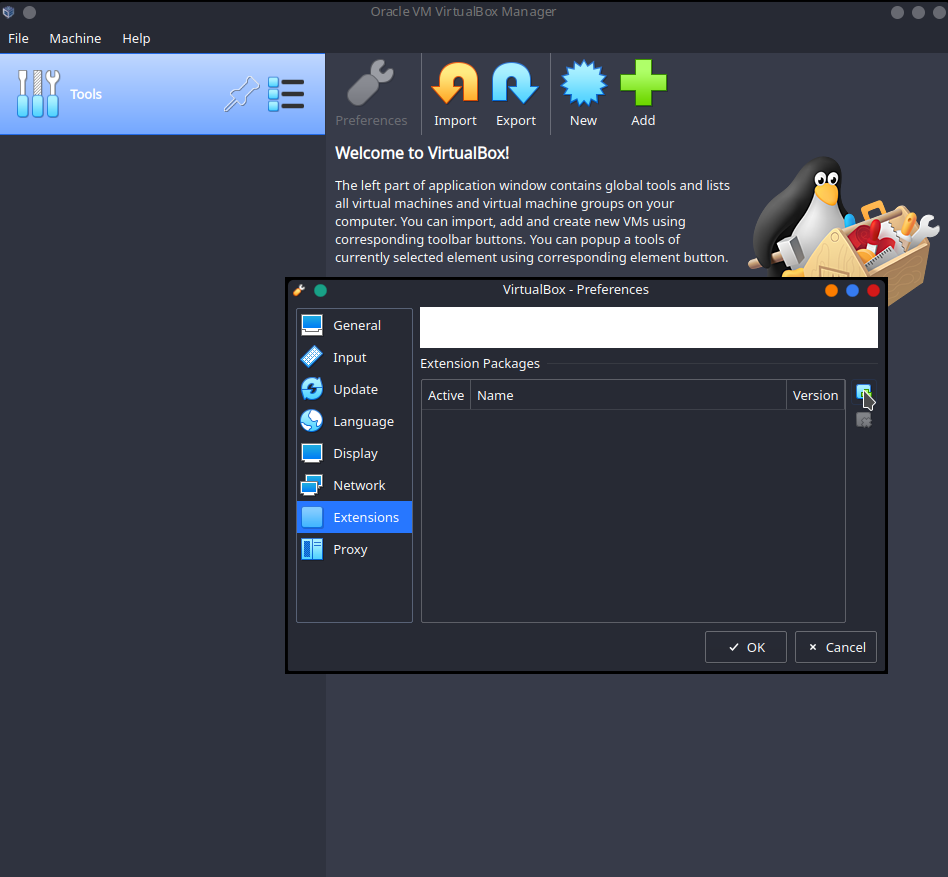 Oracle VM VirtualBox Manager
File Machine Help
Tools
Preferences Import Export New Add
Welcome to VirtualBox!
The left part of application window contains global tools and lists
all virtual machines and virtual machine groups on your
computer. You can import, add and create new VMs using
corresponding toolbar buttons. You can popup a tools of
currently selected element using corresponding element button.
VirtualBox - Preferences
General
Input
Update
Language
Display
Network
Extensions
Proxy
Extension Packages
Active Name Version
OK Cancel